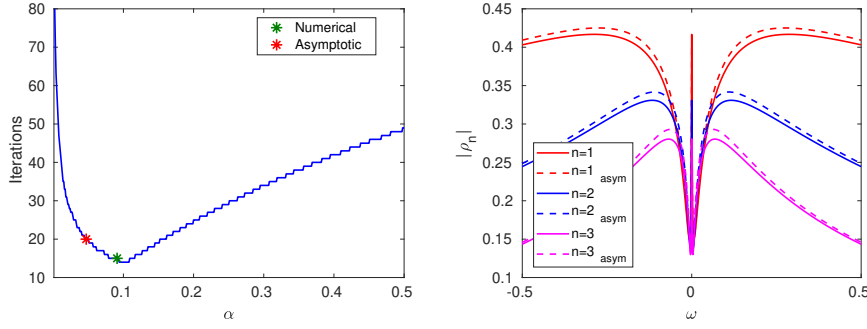 80
70
60
50
40
30
20
10
Iterations
0.1
0.2
0.3
0.4
0.5
α
Numerical
Asymptotic
0.45
0.4
0.35
0.3
0.25
0.2
0.15
0.1
|ρn|
-0.5
0
0.5
ω
n=1
n=1 asym
n=2
n=2 asym
n=3
n=3 asym